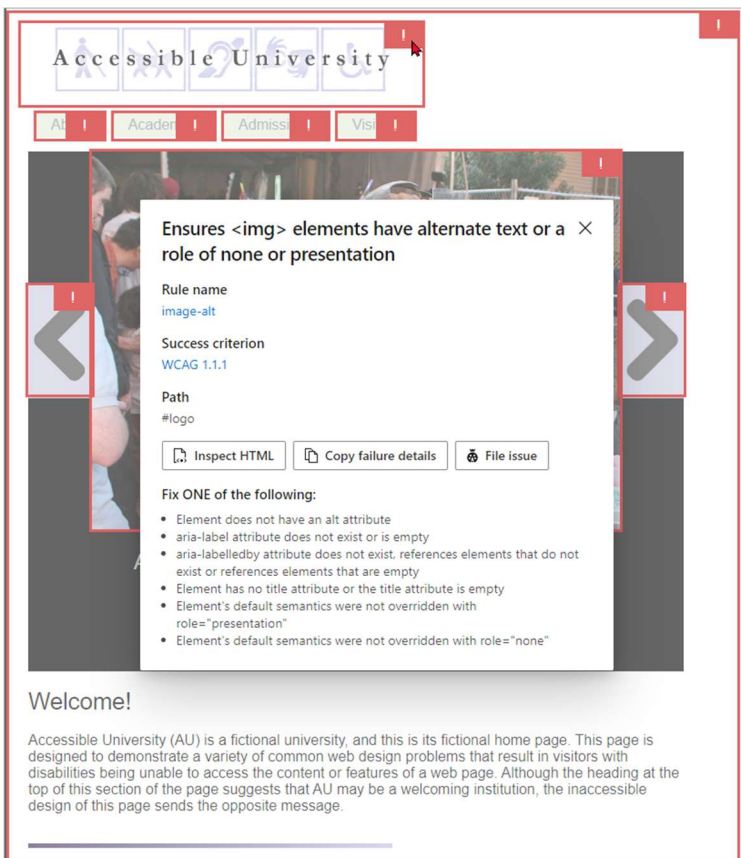 Accessible University
!
!
! Academ ! Admissi ! Visi !
!
Ensures <img> elements have alternate text or a
role of none or presentation
Rule name
image-alt
!
!
Success criterion
WCAG 1.1.1
Path
#logo
Inspect HTML Copy failure details File issue
Fix ONE of the following:
• Element does not have an alt attribute
• aria-label attribute does not exist or is empty
• aria-labelledby attribute does not exist, references elements that do not
exist or references elements that are empty
• Element has no title attribute or the title attribute is empty
• Element's default semantics were not overridden with
role="presentation"
• Element's default semantics were not overridden with role="none"
Welcome!
Accessible University (AU) is a fictional university, and this is its fictional home page. This page is
designed to demonstrate a variety of common web design problems that result in visitors with
disabilities being unable to access the content or features of a web page. Although the heading at the
top of this section of the page suggests that AU may be a welcoming institution, the inaccessible
design of this page sends the opposite message.